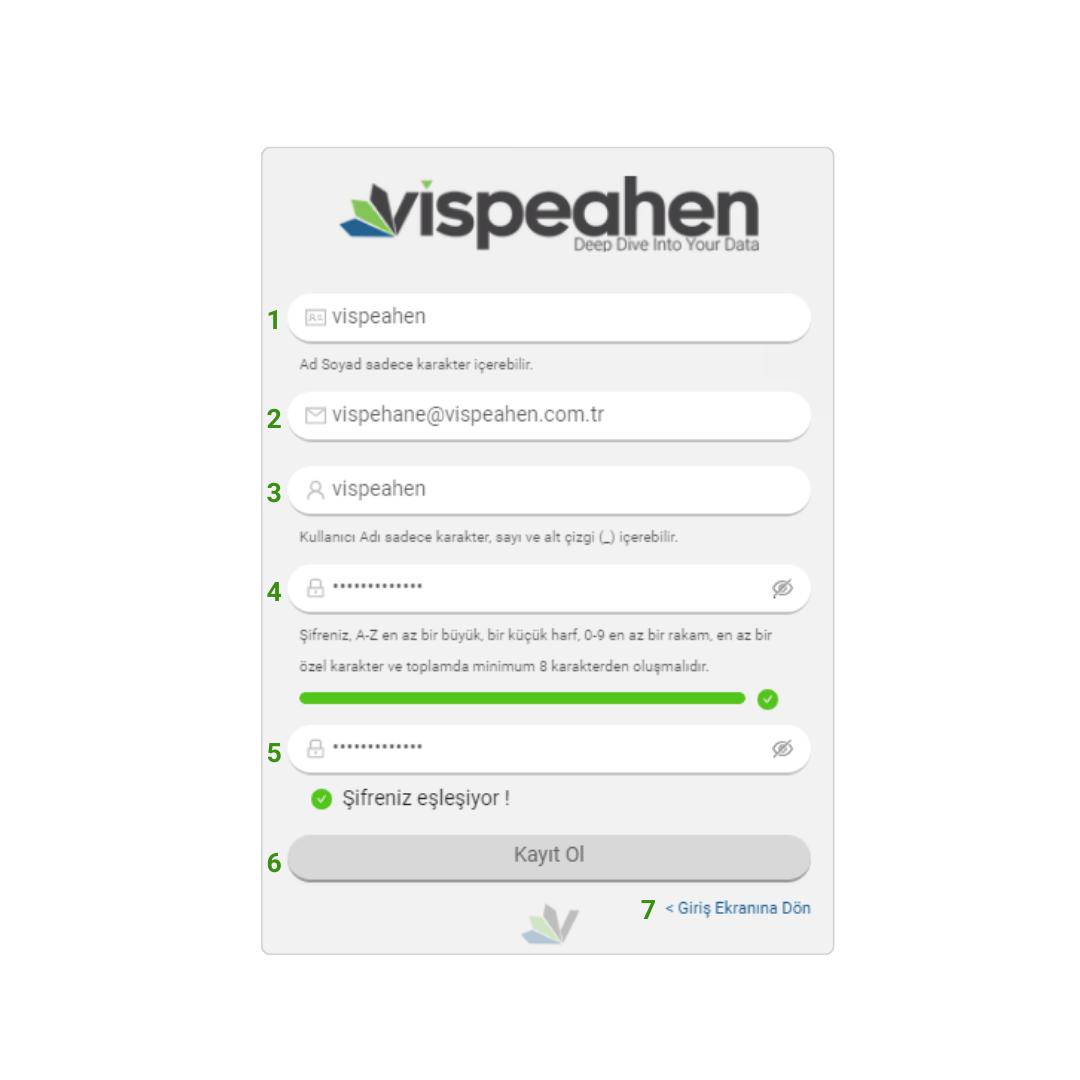 vispeahen
Deep Dive Into Your Data
1 vispeahen
Ad Soyad sadece karakter içerebilir.
2 vispehane@vispeahen.com.tr
3 vispeahen
Kullanıcı Adı sadece karakter, sayı ve alt çizgi (_) içerebilir.
4 •••••••••••••
Şifreniz, A-Z en az bir büyük, bir küçük harf, 0-9 en az bir rakam, en az bir
özel karakter ve toplamda minimum 8 karakterden oluşmalıdır.
5 •••••••••••••
Şifreniz eşleşiyor !
6 Kayıt Ol
7 < Giriş Ekranına Dön